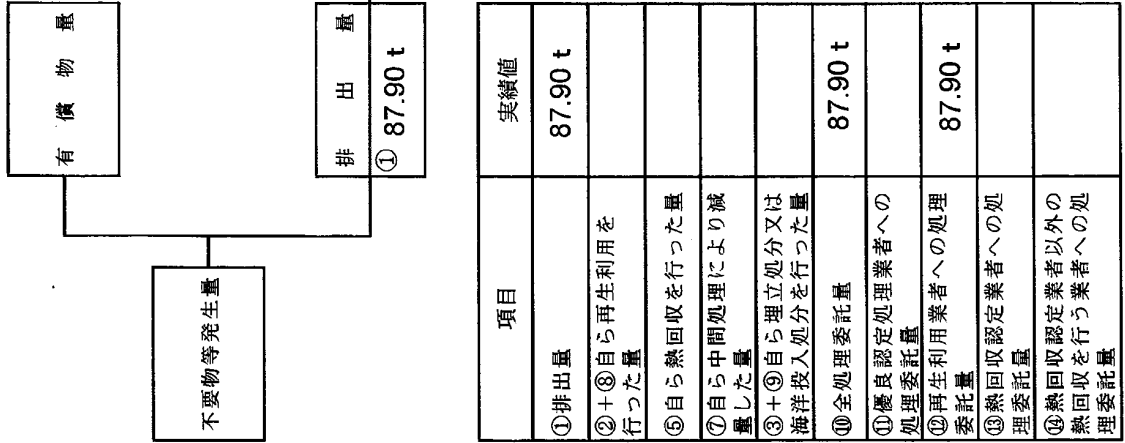 不要物等発生量
有償物量
排出量
① 87.90 t
項目
実績値
①排出量
87.90 t
②+⑧自ら再生利用を
行った量
⑤自ら熱回収を行った量
⑦自ら中間処理により減
量した量
③+⑨自ら埋立処分又は
海洋投入処分を行った量
⑩全処理委託量
87.90 t
⑪優良認定処理業者への
処理委託量
⑫再生利用業者への処理
委託量
87.90 t
⑬熱回収認定業者への処
理委託量
⑭熱回収認定業者以外の
熱回収を行う業者への処
理委託量